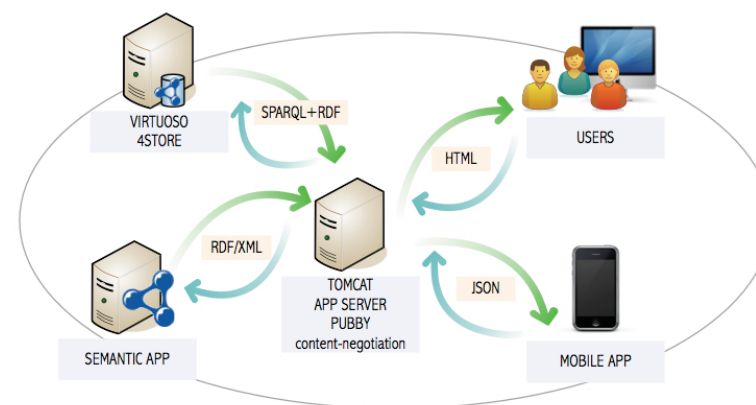 VIRTUOSO
4STORE
SPARQL+RDF
USERS
HTML
RDF/XML
TOMCAT
APP SERVER
PUBBY
content-negotiation
JSON
SEMANTIC APP
MOBILE APP